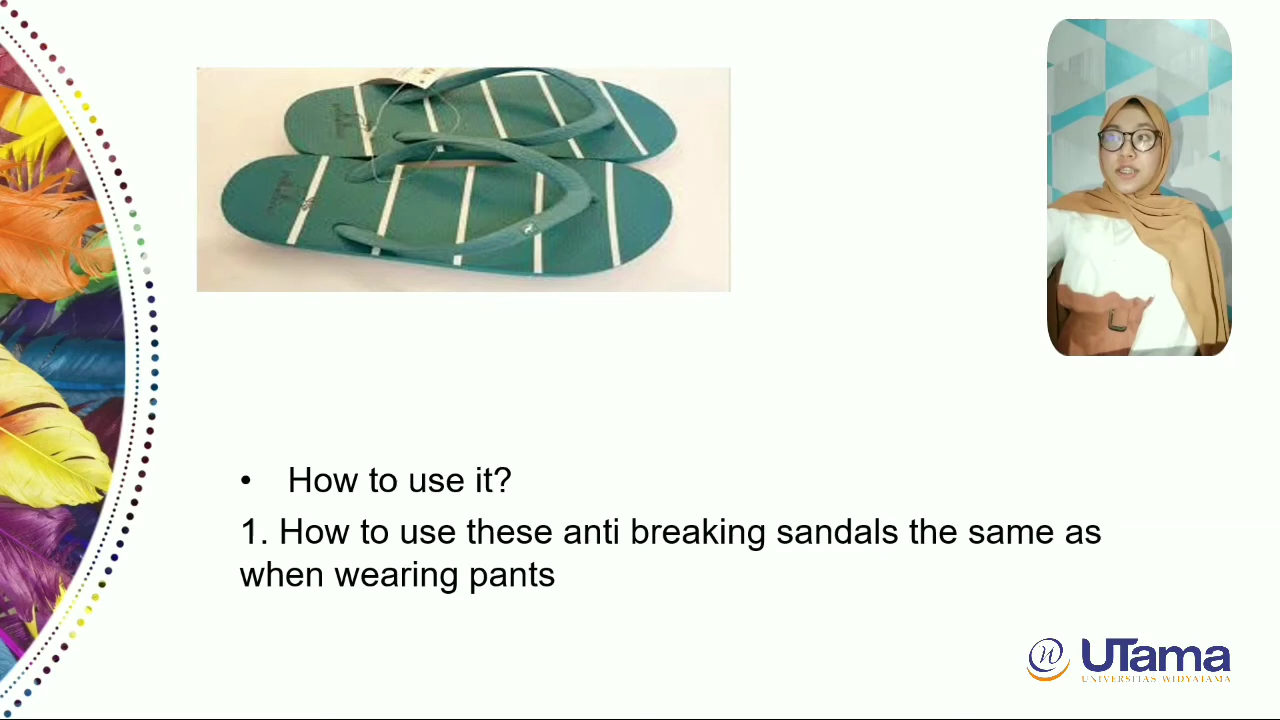 • How to use it?
1. How to use these anti breaking sandals the same as
when wearing pants
UTama
UNIVERSITAS WIDYATAMA